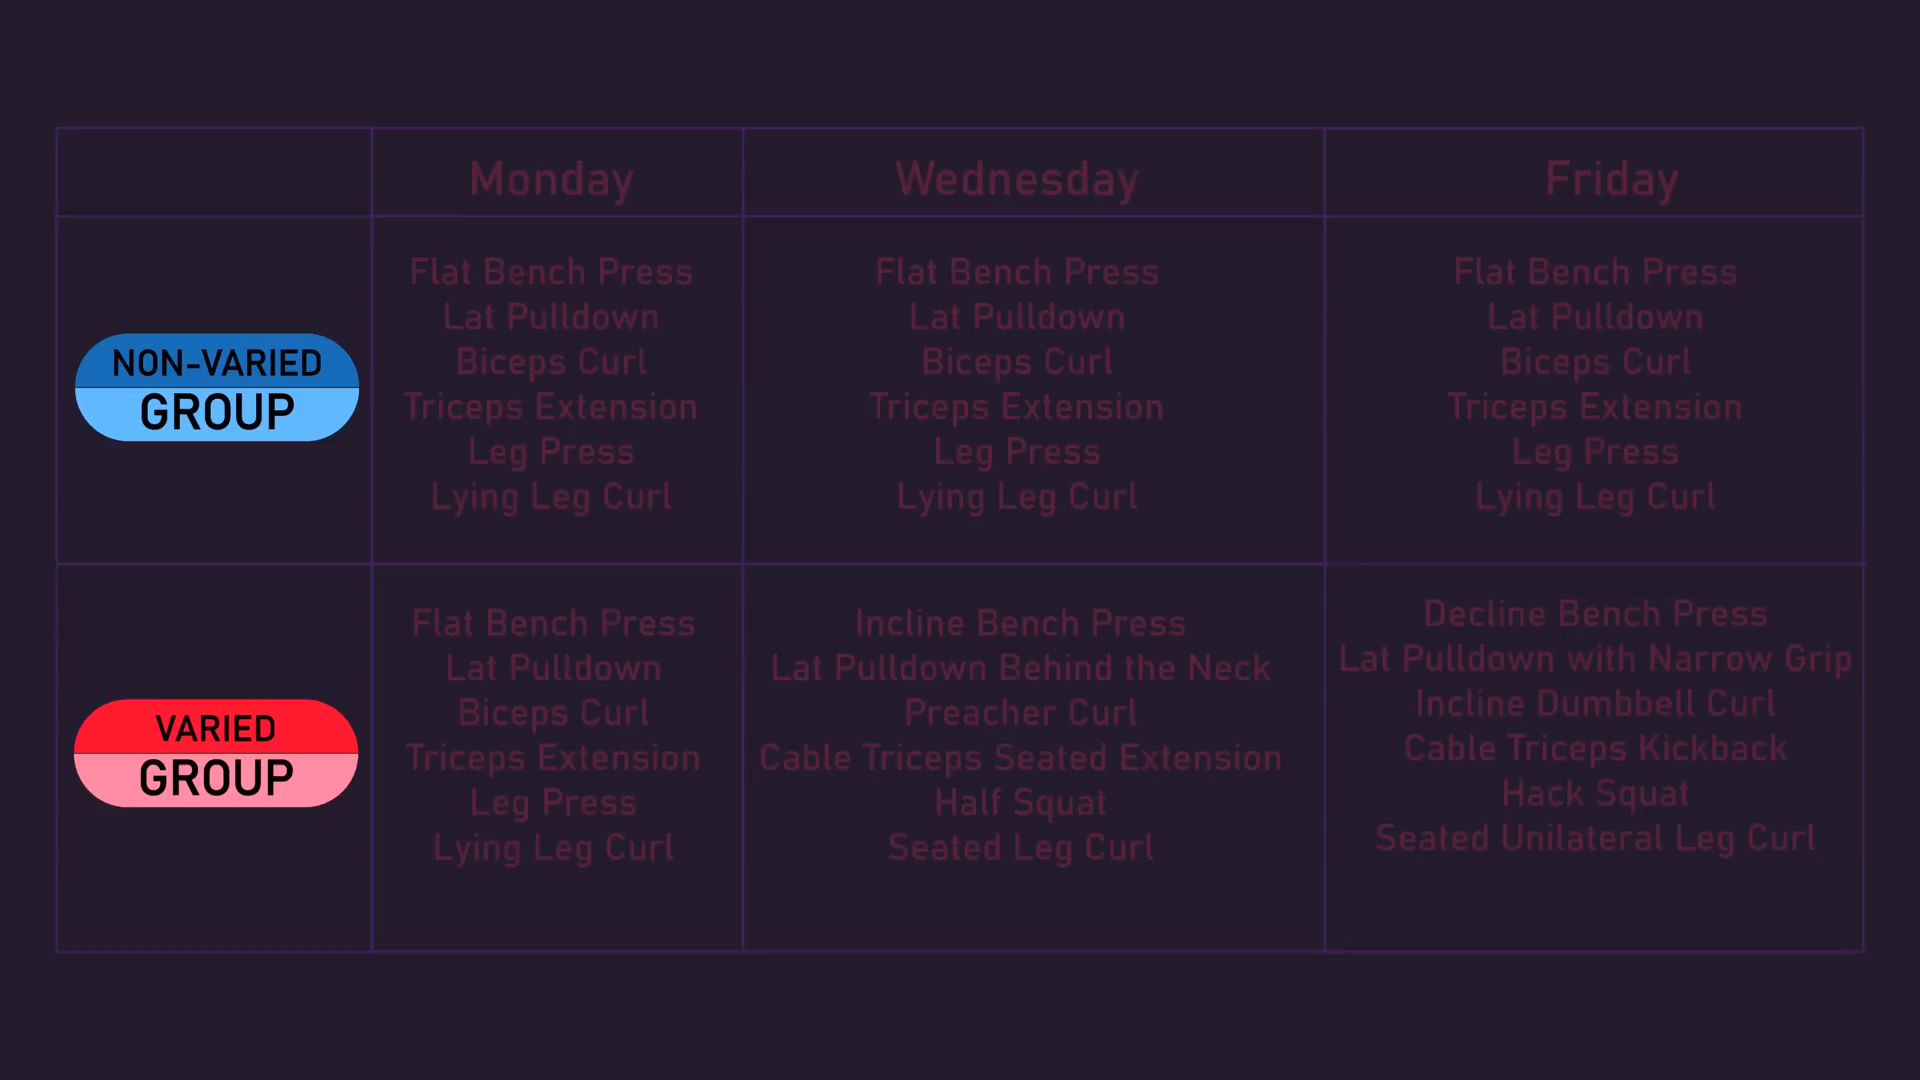 Monday
Wednesday
Friday
NON-VARIED
GROUP
Flat Bench Press
Lat Pulldown
Biceps Curl
Triceps Extension
Leg Press
Lying Leg Curl
Flat Bench Press
Lat Pulldown
Biceps Curl
Triceps Extension
Leg Press
Lying Leg Curl
Flat Bench Press
Lat Pulldown
Biceps Curl
Triceps Extension
Leg Press
Lying Leg Curl
VARIED
GROUP
Flat Bench Press
Lat Pulldown
Biceps Curl
Triceps Extension
Leg Press
Lying Leg Curl
Incline Bench Press
Lat Pulldown Behind the Neck
Preacher Curl
Cable Triceps Seated Extension
Half Squat
Seated Leg Curl
Decline Bench Press
Lat Pulldown with Narrow Grip
Incline Dumbbell Curl
Cable Triceps Kickback
Hack Squat
Seated Unilateral Leg Curl